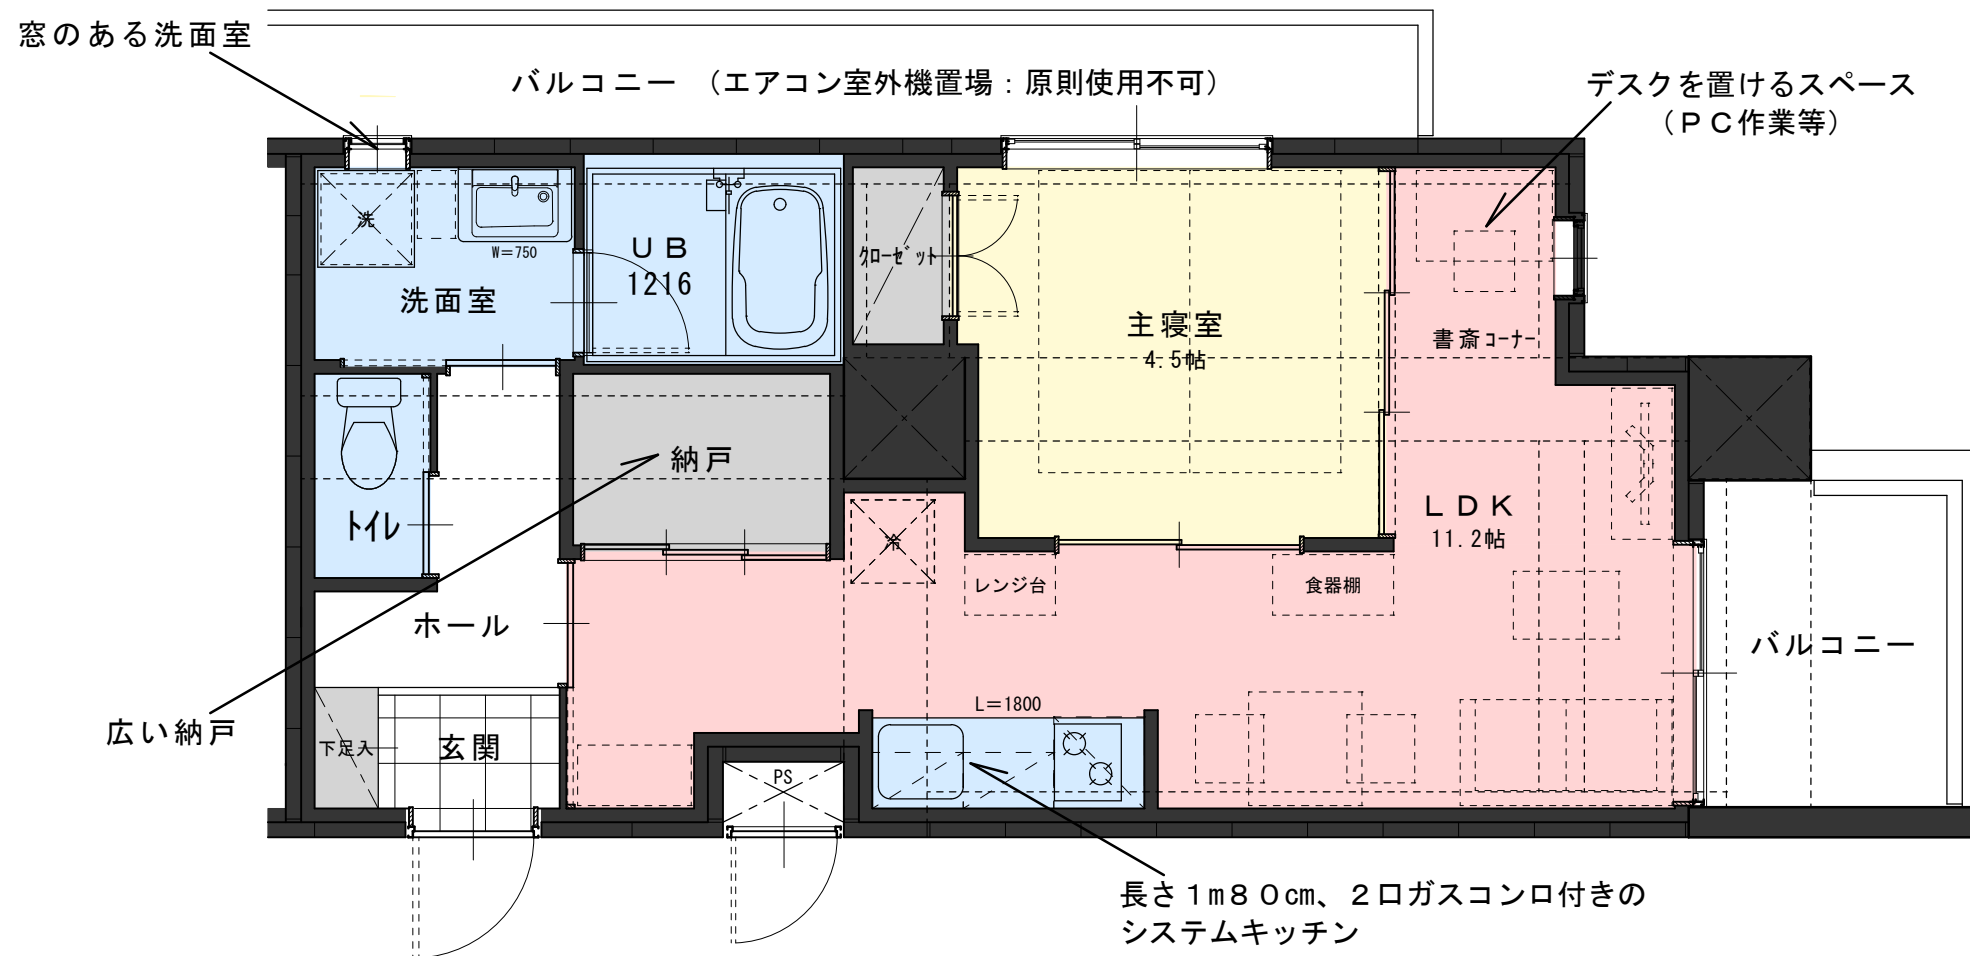 窓のある洗面室
バルコニー （エアコン室外機置場：原則使用不可）
デスクを置けるスペース
（ＰＣ作業等）
洗
W＝750
洗面室
ＵＢ
1216
クローゼット
主寝室
4.5帖
書斎コーナー
納戸
トイレ
冷
レンジ台
食器棚
ＬＤＫ
11.2帖
ホール
バルコニー
広い納戸
下足入
玄関
PS
L＝1800
長さ１ｍ８０㎝、２口ガスコンロ付きの
システムキッチン